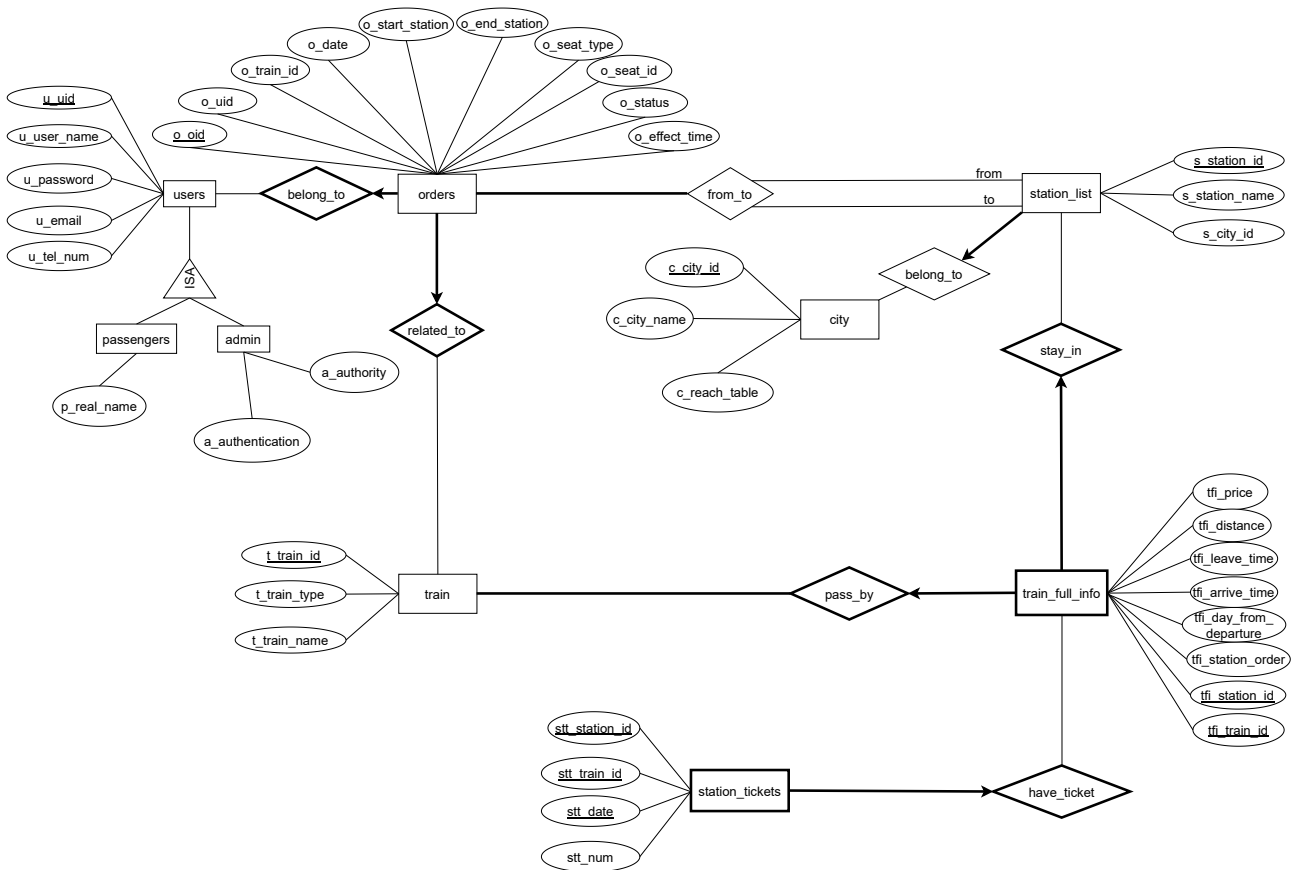 o_start_station
o_end_station
o_date
o_seat_type
o_train_id
o_seat_id
u_uid
o_uid
o_status
u_user_name
o_oid
o_effect_time
u_password
users
belong_to
orders
from_to
from
to
station_list
s_station_id
s_station_name
s_city_id
u_email
u_tel_num
ISA
c_city_id
belong_to
c_city_name
city
passengers
admin
related_to
stay_in
a_authority
c_reach_table
p_real_name
a_authentication
tfi_price
tfi_distance
t_train_id
tfi_leave_time
t_train_type
train
pass_by
train_full_info
tfi_arrive_time
tfi_day_from_
departure
t_train_name
tfi_station_order
tfi_station_id
tfi_train_id
stt_station_id
stt_train_id
station_tickets
have_ticket
stt_date
stt_num